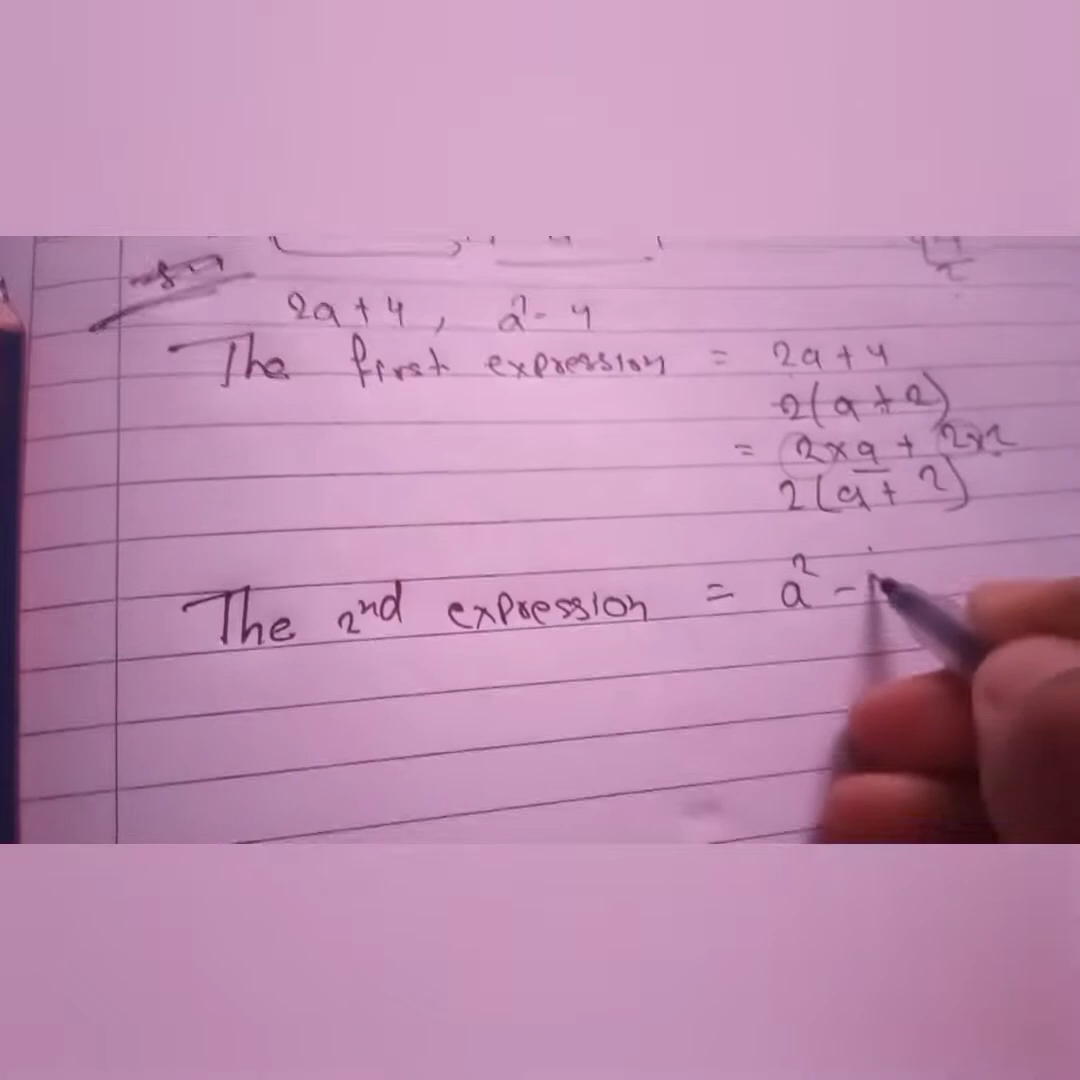 2a + 4 , a² - 4
The first expression = 2a + 4
2(a + 2)
= 2×a + 2×2
2(a + 2)
The 2nd expression = a² -